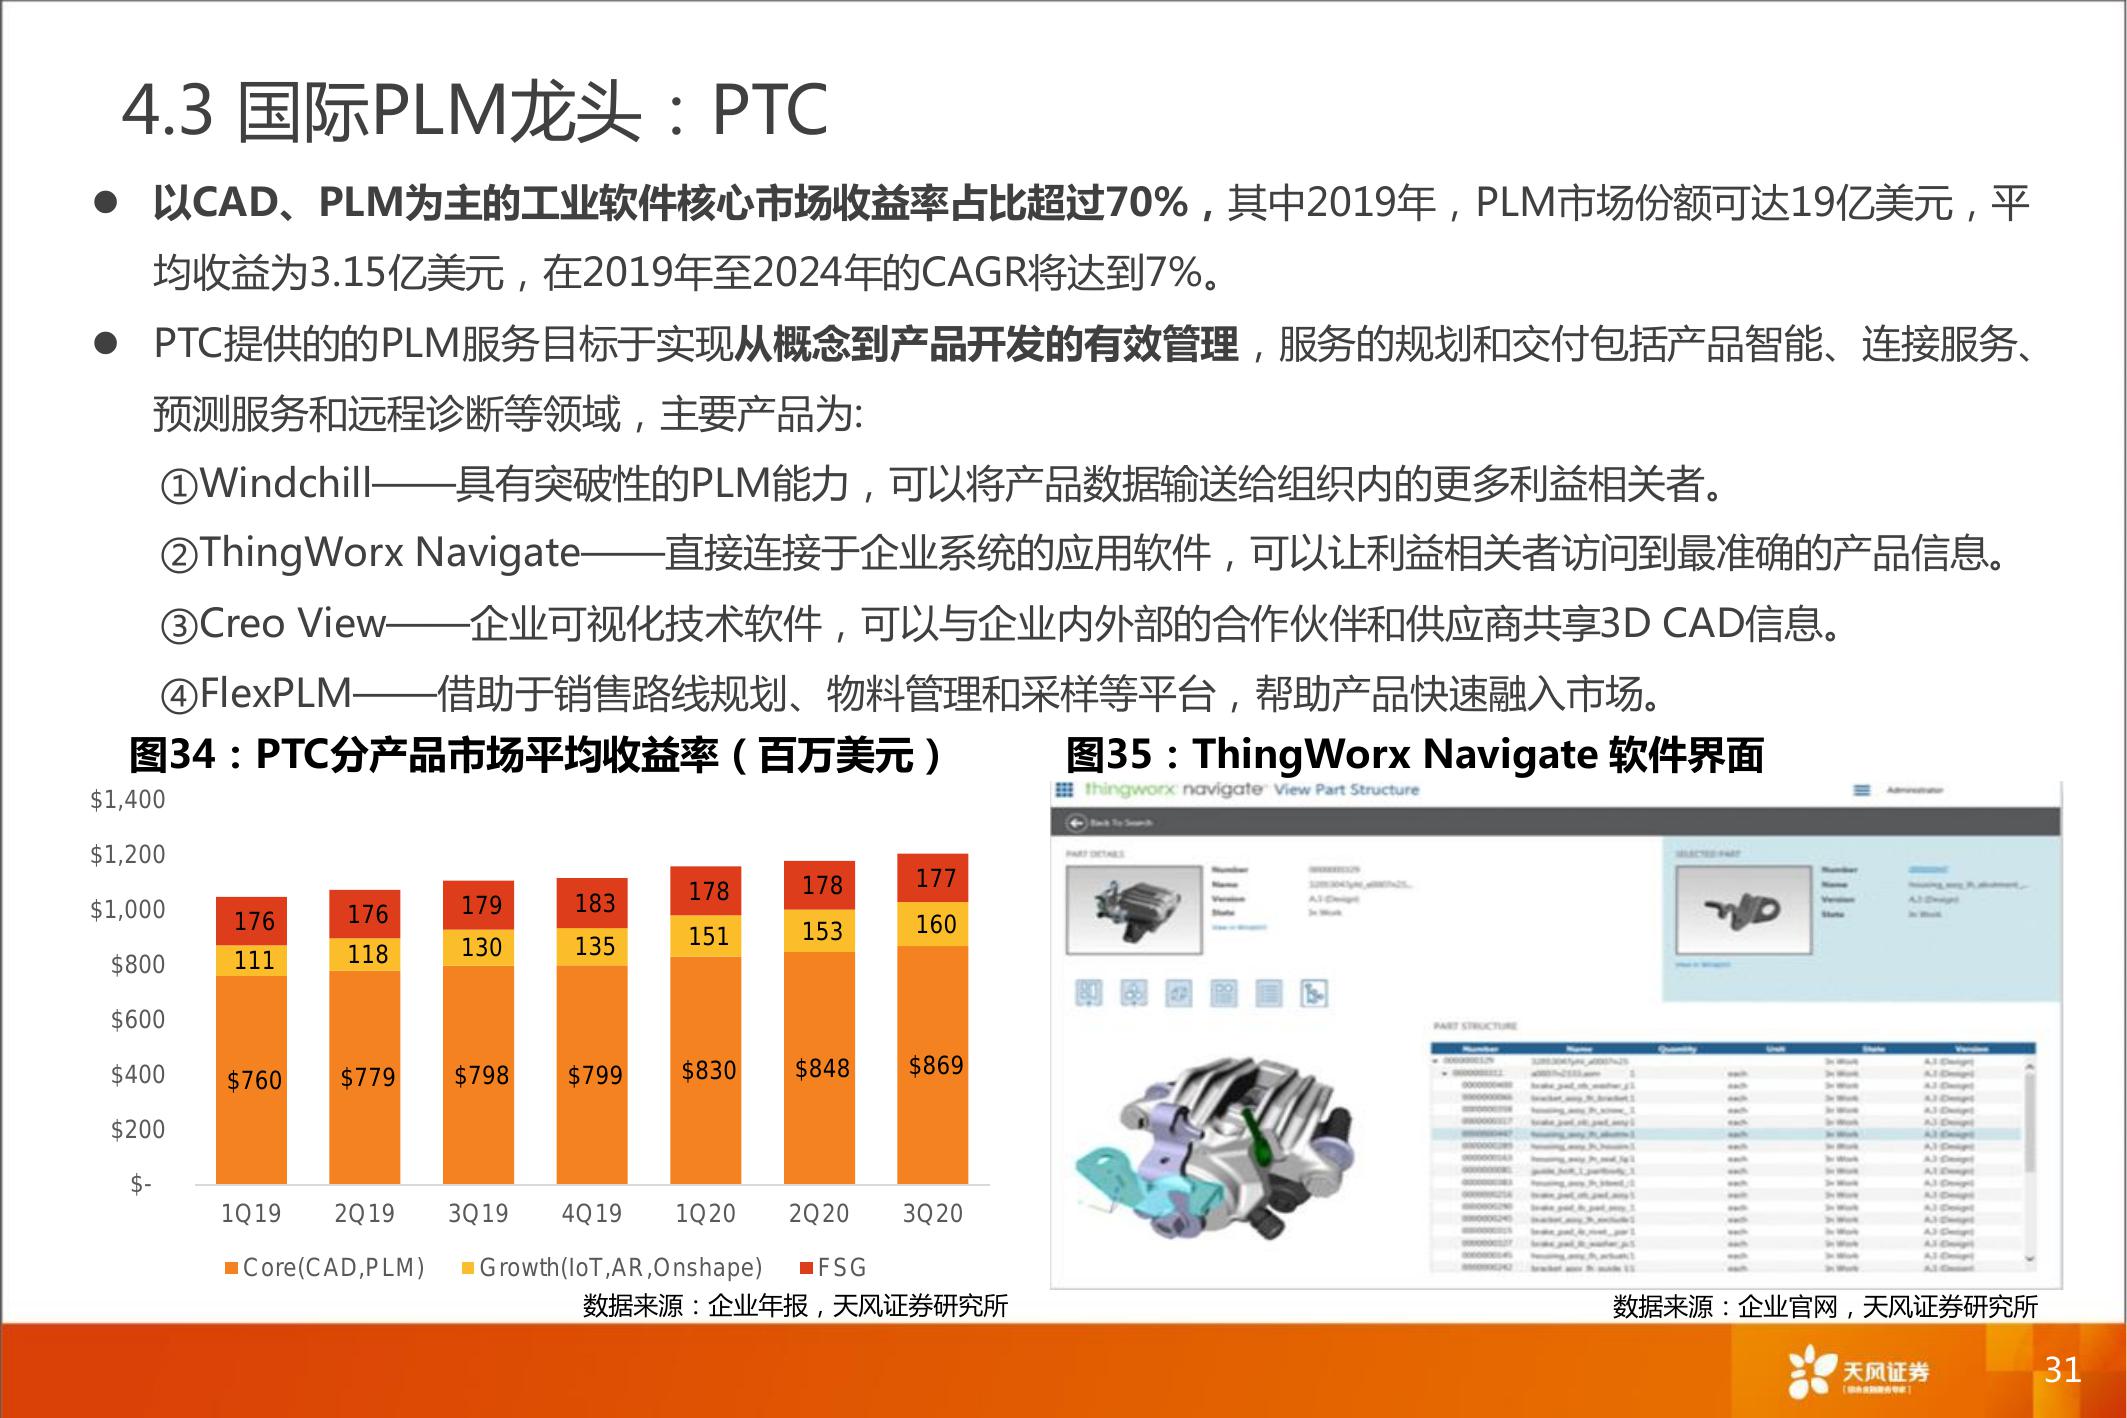 4.3 国际PLM龙头：PTC
● 以CAD、PLM为主的工业软件核心市场收益率占比超过70%，其中2019年，PLM市场份额可达19亿美元，平
均收益为3.15亿美元，在2019年至2024年的CAGR将达到7%。
● PTC提供的的PLM服务目标于实现从概念到产品开发的有效管理，服务的规划和交付包括产品智能、连接服务、
预测服务和远程诊断等领域，主要产品为:
①Windchill——具有突破性的PLM能力，可以将产品数据输送给组织内的更多利益相关者。
②ThingWorx Navigate——直接连接于企业系统的应用软件，可以让利益相关者访问到最准确的产品信息。
③Creo View——企业可视化技术软件，可以与企业内外部的合作伙伴和供应商共享3D CAD信息。
④FlexPLM——借助于销售路线规划、物料管理和采样等平台，帮助产品快速融入市场。
图34：PTC分产品市场平均收益率（百万美元）
$1,400
$1,200
$1,000
$800
$600
$400
$200
$-
176 176 179 183 178 178 177
111 118 130 135 151 153 160
$760 $779 $798 $799 $830 $848 $869
1Q19 2Q19 3Q19 4Q19 1Q20 2Q20 3Q20
Core(CAD,PLM) Growth(IoT,AR,Onshape) FSG
数据来源：企业年报，天风证券研究所
图35：ThingWorx Navigate 软件界面
thingworx navigate View Part Structure
Administrator
Back To Search
PART DETAILS
Number
Name
Version
State
In Work
SELECTED PART
Number
Name
Version
State
In Work
PART STRUCTURE
Number Name Quantity Unit State Version
数据来源：企业官网，天风证券研究所
天风证券
31